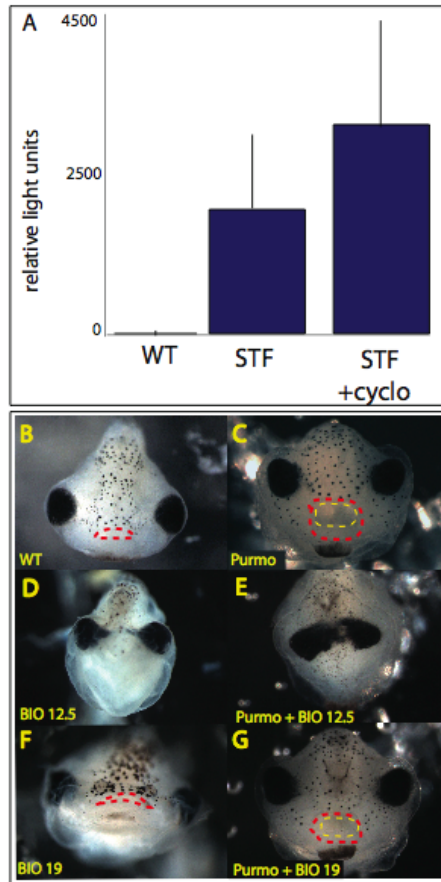 A
4500
2500
0
relative light units
WT
STF
STF
+cyclo
B
WT
C
Purmo
D
BIO 12.5
E
Purmo + BIO 12.5
F
BIO 19
G
Purmo + BIO 19